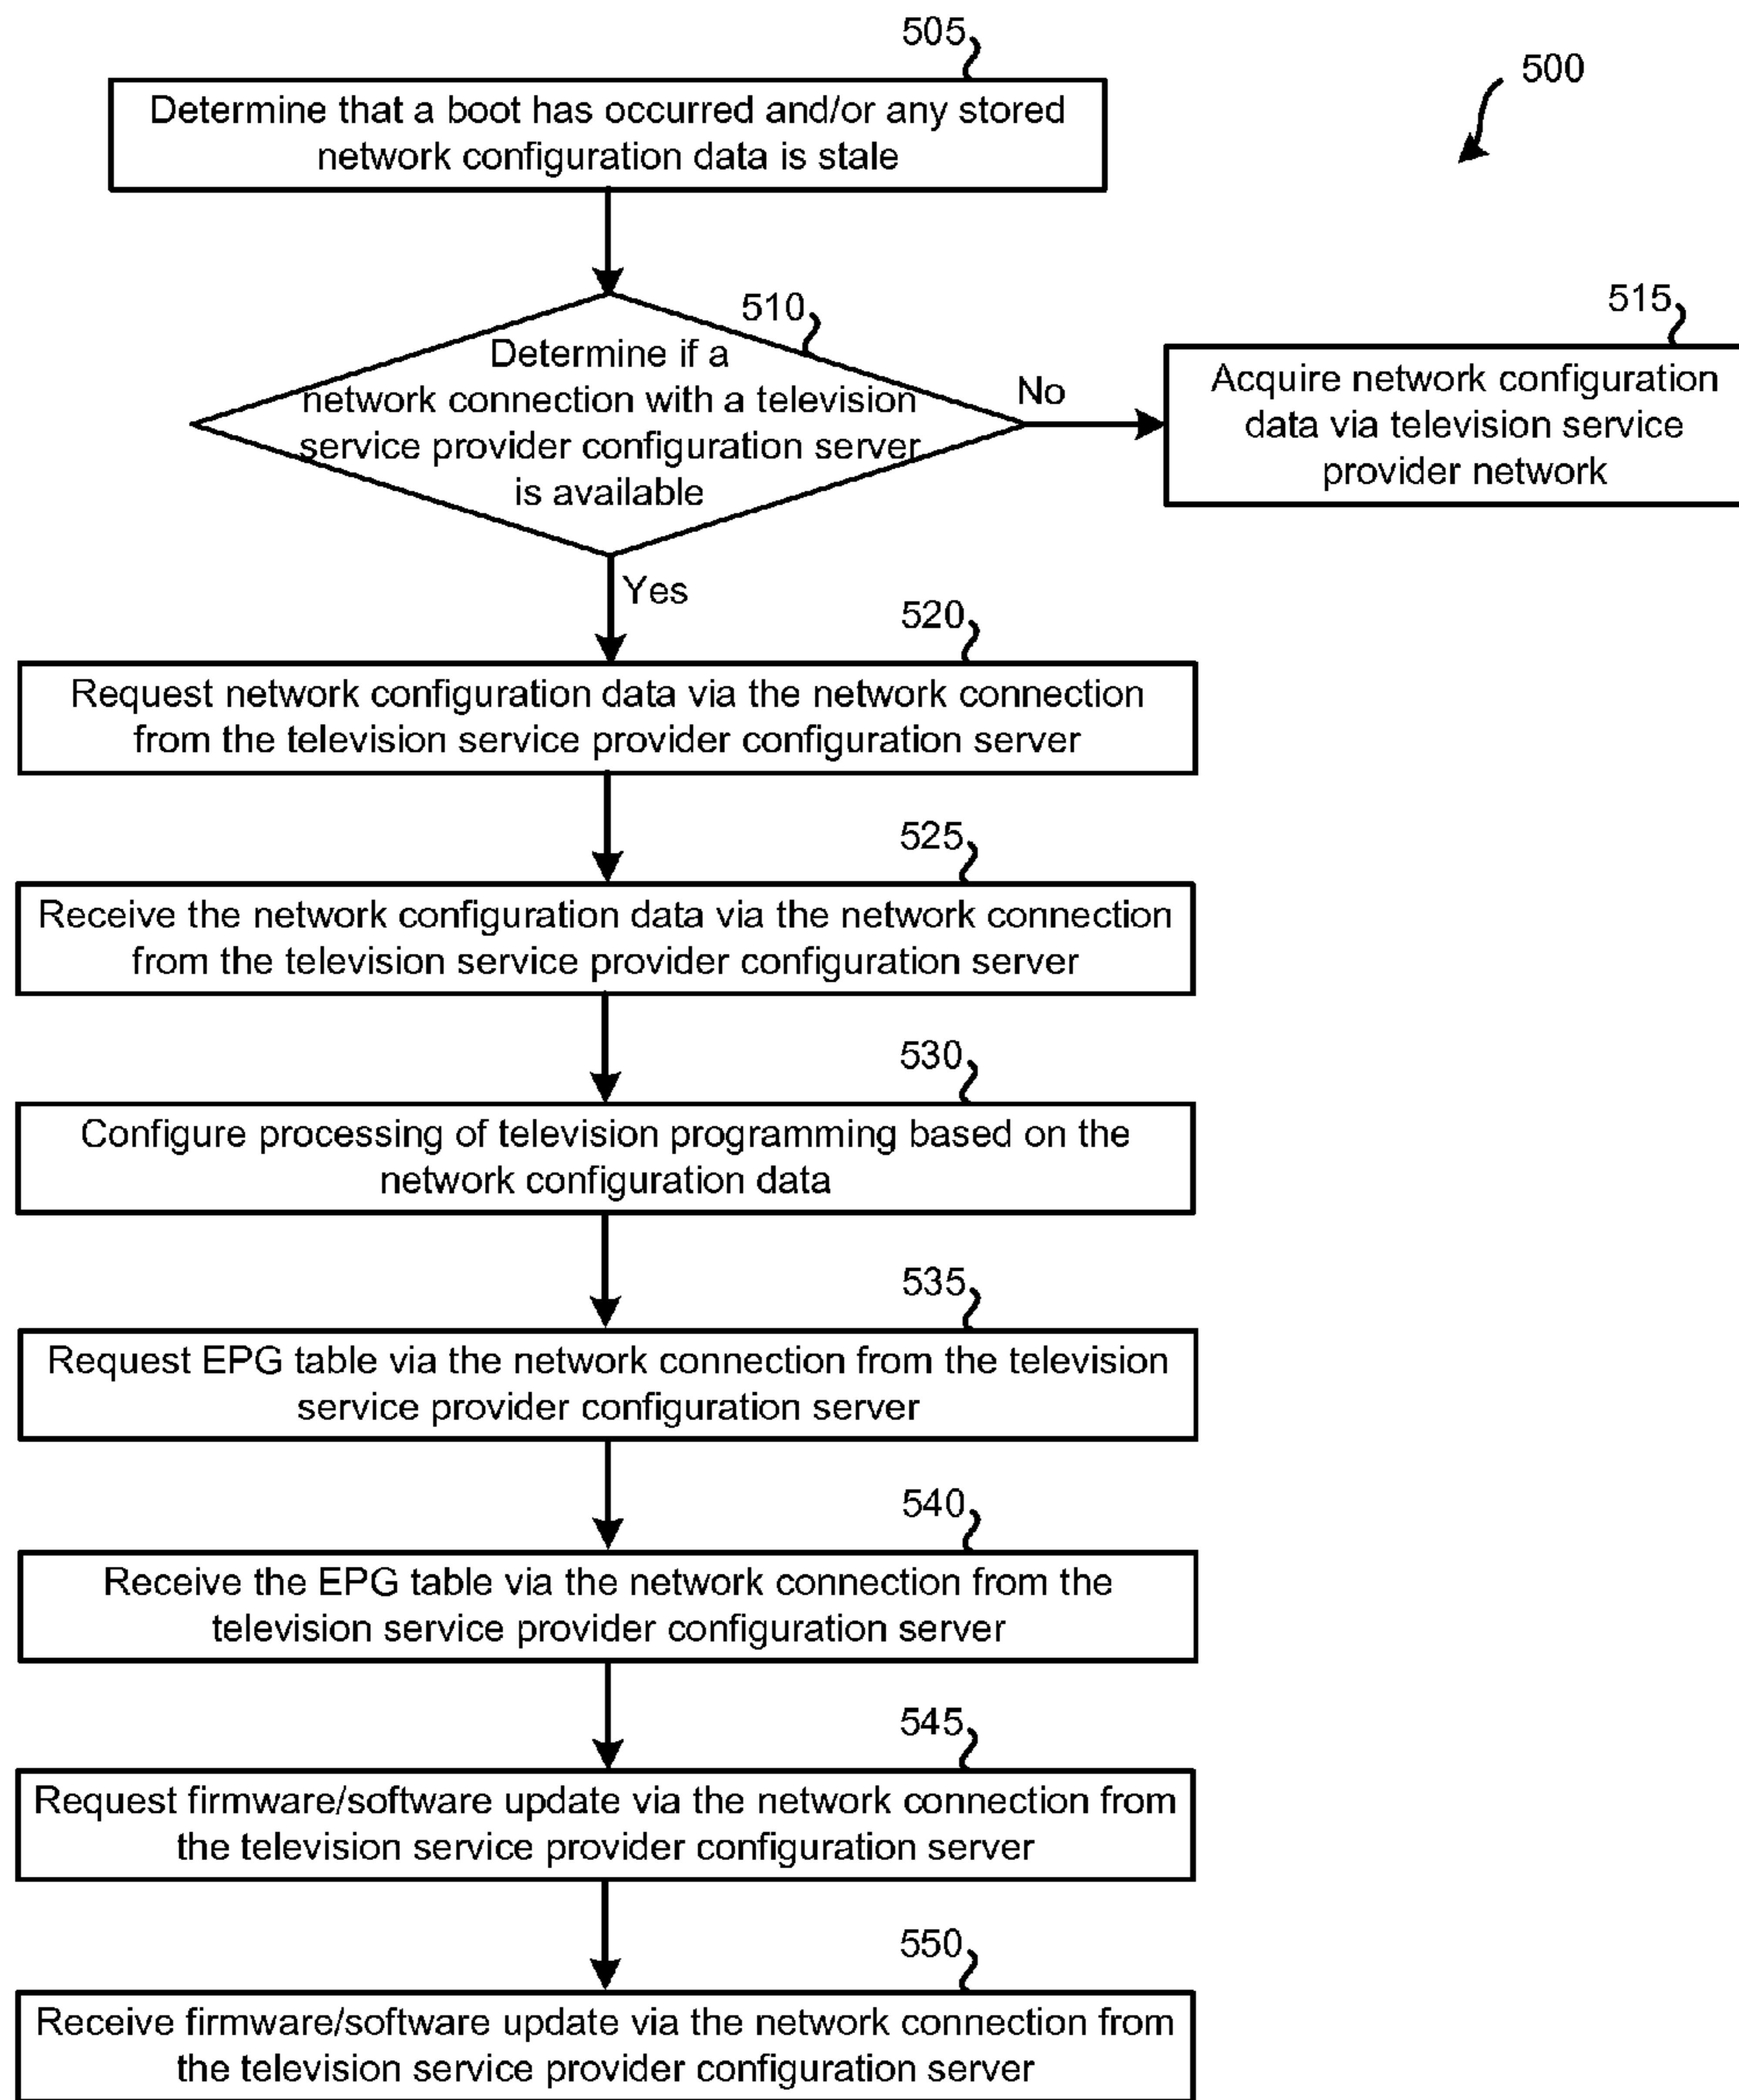 505
500
Determine that a boot has occurred and/or any stored
network configuration data is stale
510
515
Determine if a
network connection with a television
service provider configuration server
is available
No
Acquire network configuration
data via television service
provider network
Yes
520
Request network configuration data via the network connection
from the television service provider configuration server
525
Receive the network configuration data via the network connection
from the television service provider configuration server
530
Configure processing of television programming based on the
network configuration data
535
Request EPG table via the network connection from the television
service provider configuration server
540
Receive the EPG table via the network connection from the
television service provider configuration server
545
Request firmware/software update via the network connection from
the television service provider configuration server
550
Receive firmware/software update via the network connection from
the television service provider configuration server